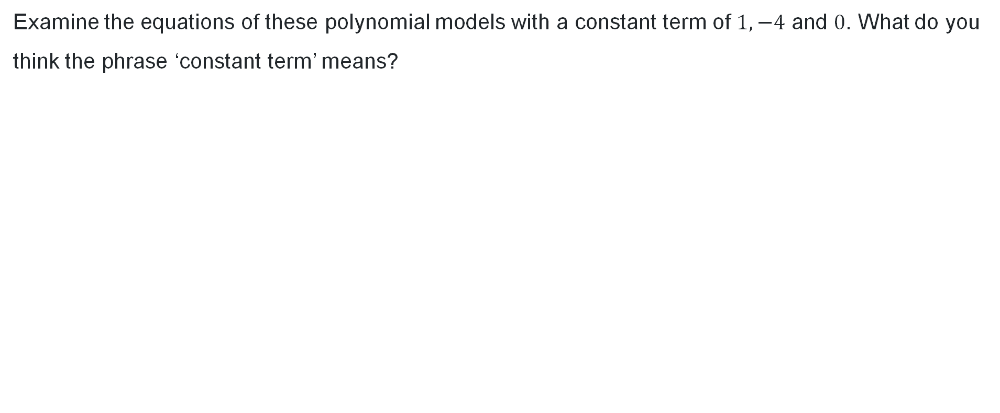 Examine the equations of these polynomial models with a constant term of 1, −4 and 0. What do you
think the phrase ‘constant term’ means?